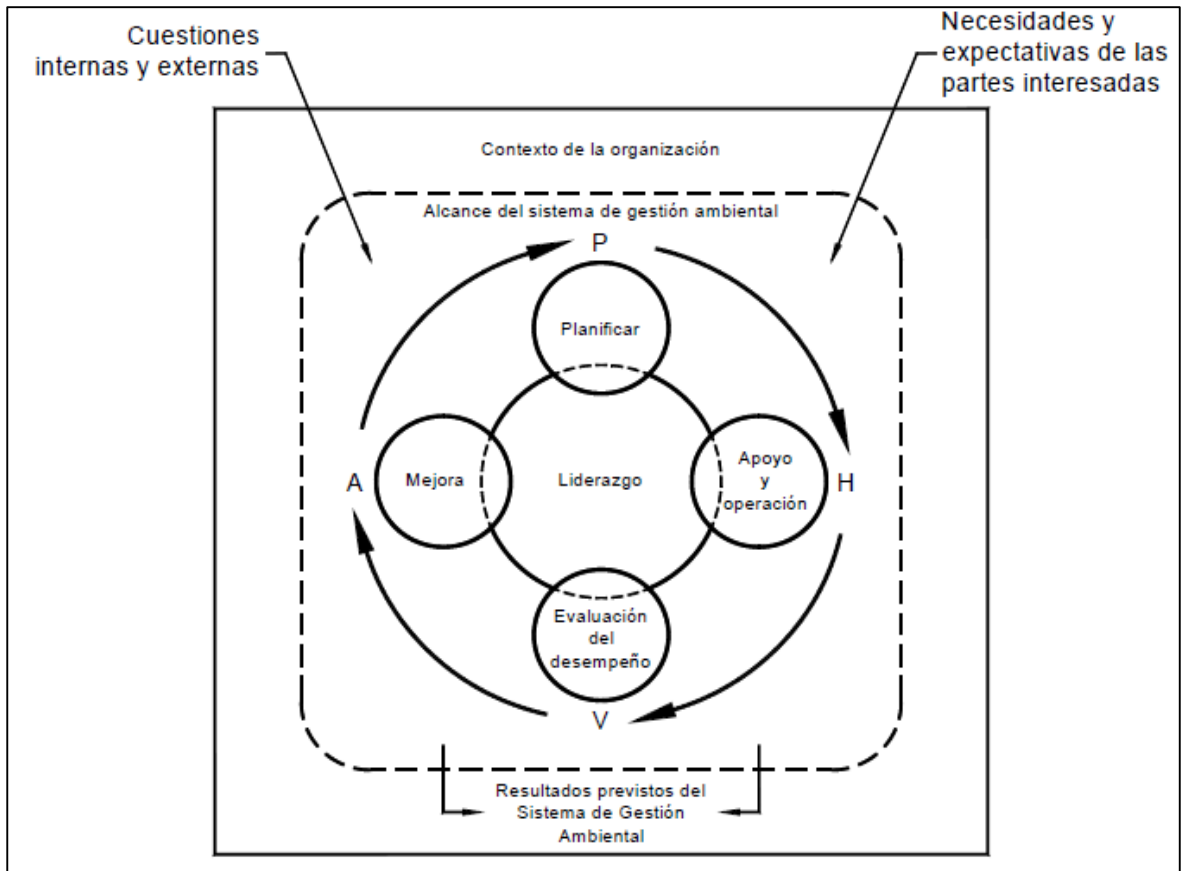 Cuestiones
internas y externas
Necesidades y
expectativas de las
partes interesadas
Contexto de la organización
Alcance del sistema de gestión ambiental
P
Planificar
A
Mejora
Liderazgo
Apoyo
y
operación
H
Evaluación
del
desempeño
V
Resultados previstos del
Sistema de Gestión
Ambiental